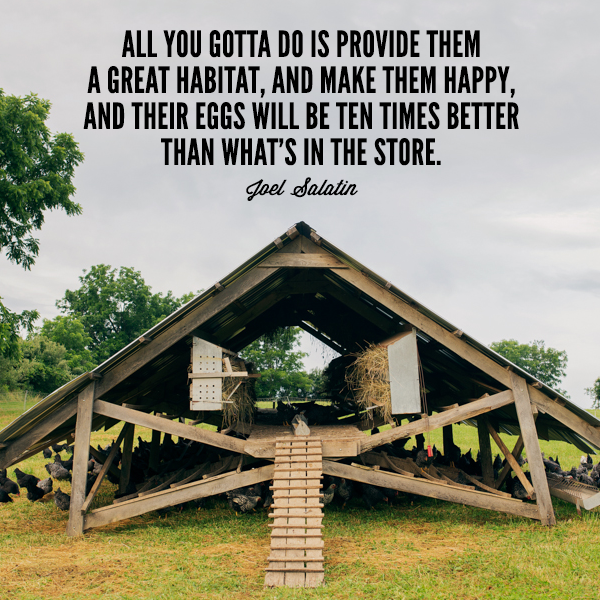 ALL YOU GOTTA DO IS PROVIDE THEM
A GREAT HABITAT, AND MAKE THEM HAPPY,
AND THEIR EGGS WILL BE TEN TIMES BETTER
THAN WHAT'S IN THE STORE.
Joel Salatin